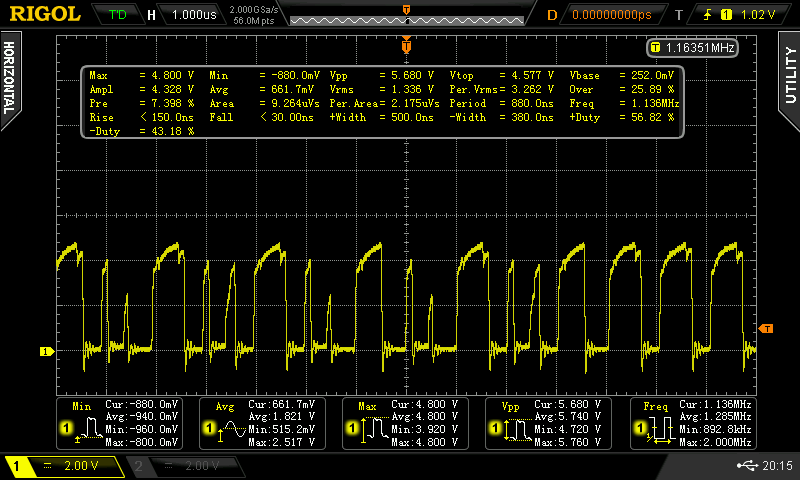 RIGOL T'D H 1.000us 2.000GSa/s 56.0M pts T D 0.00000000ps T 1 1.02 V
HORIZONTAL
UTILITY
T
T 1.16351MHz
Max = 4.800 V Min = -880.0mV Vpp = 5.680 V Vtop = 4.577 V Vbase = 252.0mV
Ampl = 4.328 V Avg = 661.7mV Vrms = 1.336 V Per.Vrms= 3.262 V Over = 25.89 %
Pre = 7.398 % Area = 9.264uVs Per.Area= 2.175uVs Period = 880.0ns Freq = 1.136MHz
Rise < 150.0ns Fall < 30.00ns +Width = 500.0ns -Width = 380.0ns +Duty = 56.82 %
-Duty = 43.18 %
T
1
Min Cur:-880.0mV
Avg:-940.0mV
1 Min:-960.0mV
Max:-800.0mV
Avg Cur:661.7mV
Avg:1.821 V
1 Min:515.2mV
Max:2.517 V
Max Cur:4.800 V
Avg:4.800 V
1 Min:3.920 V
Max:4.800 V
Vpp Cur:5.680 V
Avg:5.740 V
1 Min:4.720 V
Max:5.760 V
Freq Cur:1.136MHz
Avg:1.285MHz
1 Min:892.8kHz
Max:2.000MHz
1 2.00 V 2 2.00 V 20:15